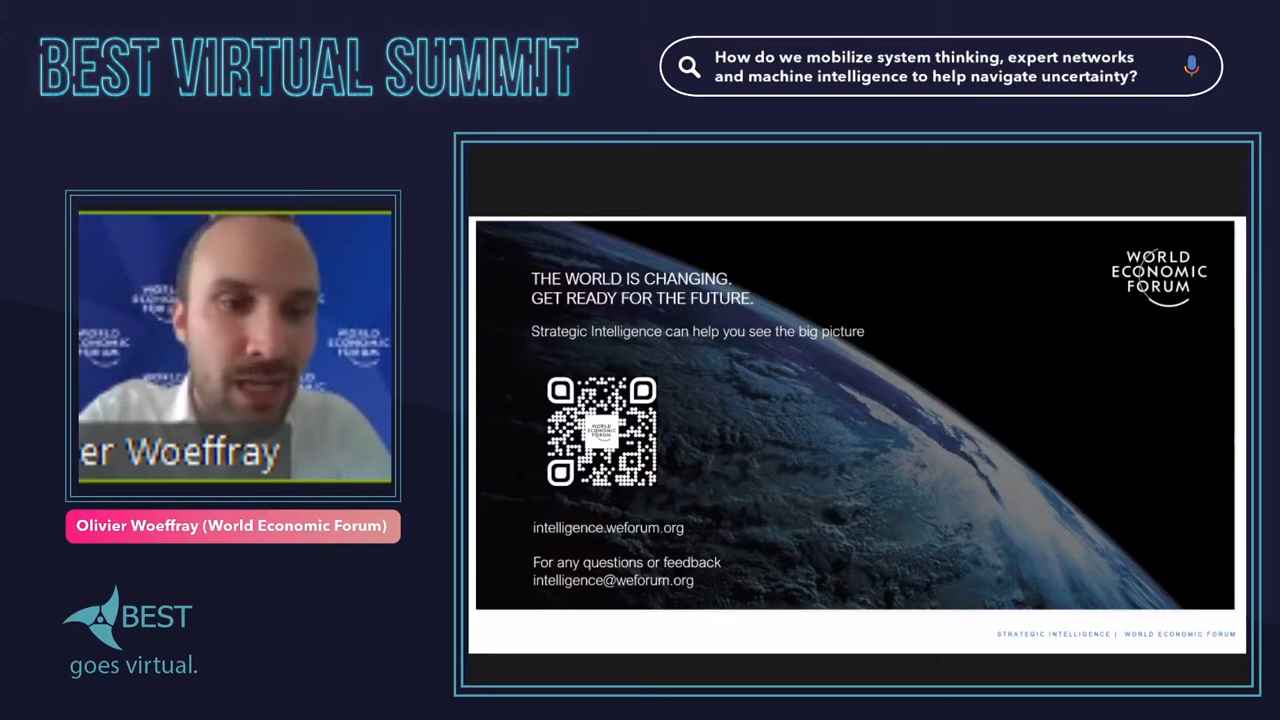 BEST VIRTUAL SUMMIT
How do we mobilize system thinking, expert networks
and machine intelligence to help navigate uncertainty?
er Woeffray
Olivier Woeffray (World Economic Forum)
BEST
goes virtual.
THE WORLD IS CHANGING.
GET READY FOR THE FUTURE.
Strategic Intelligence can help you see the big picture
WORLD
ECONOMIC
FORUM
WORLD
ECONOMIC
FORUM
intelligence.weforum.org
For any questions or feedback
intelligence@weforum.org
STRATEGIC INTELLIGENCE | WORLD ECONOMIC FORUM